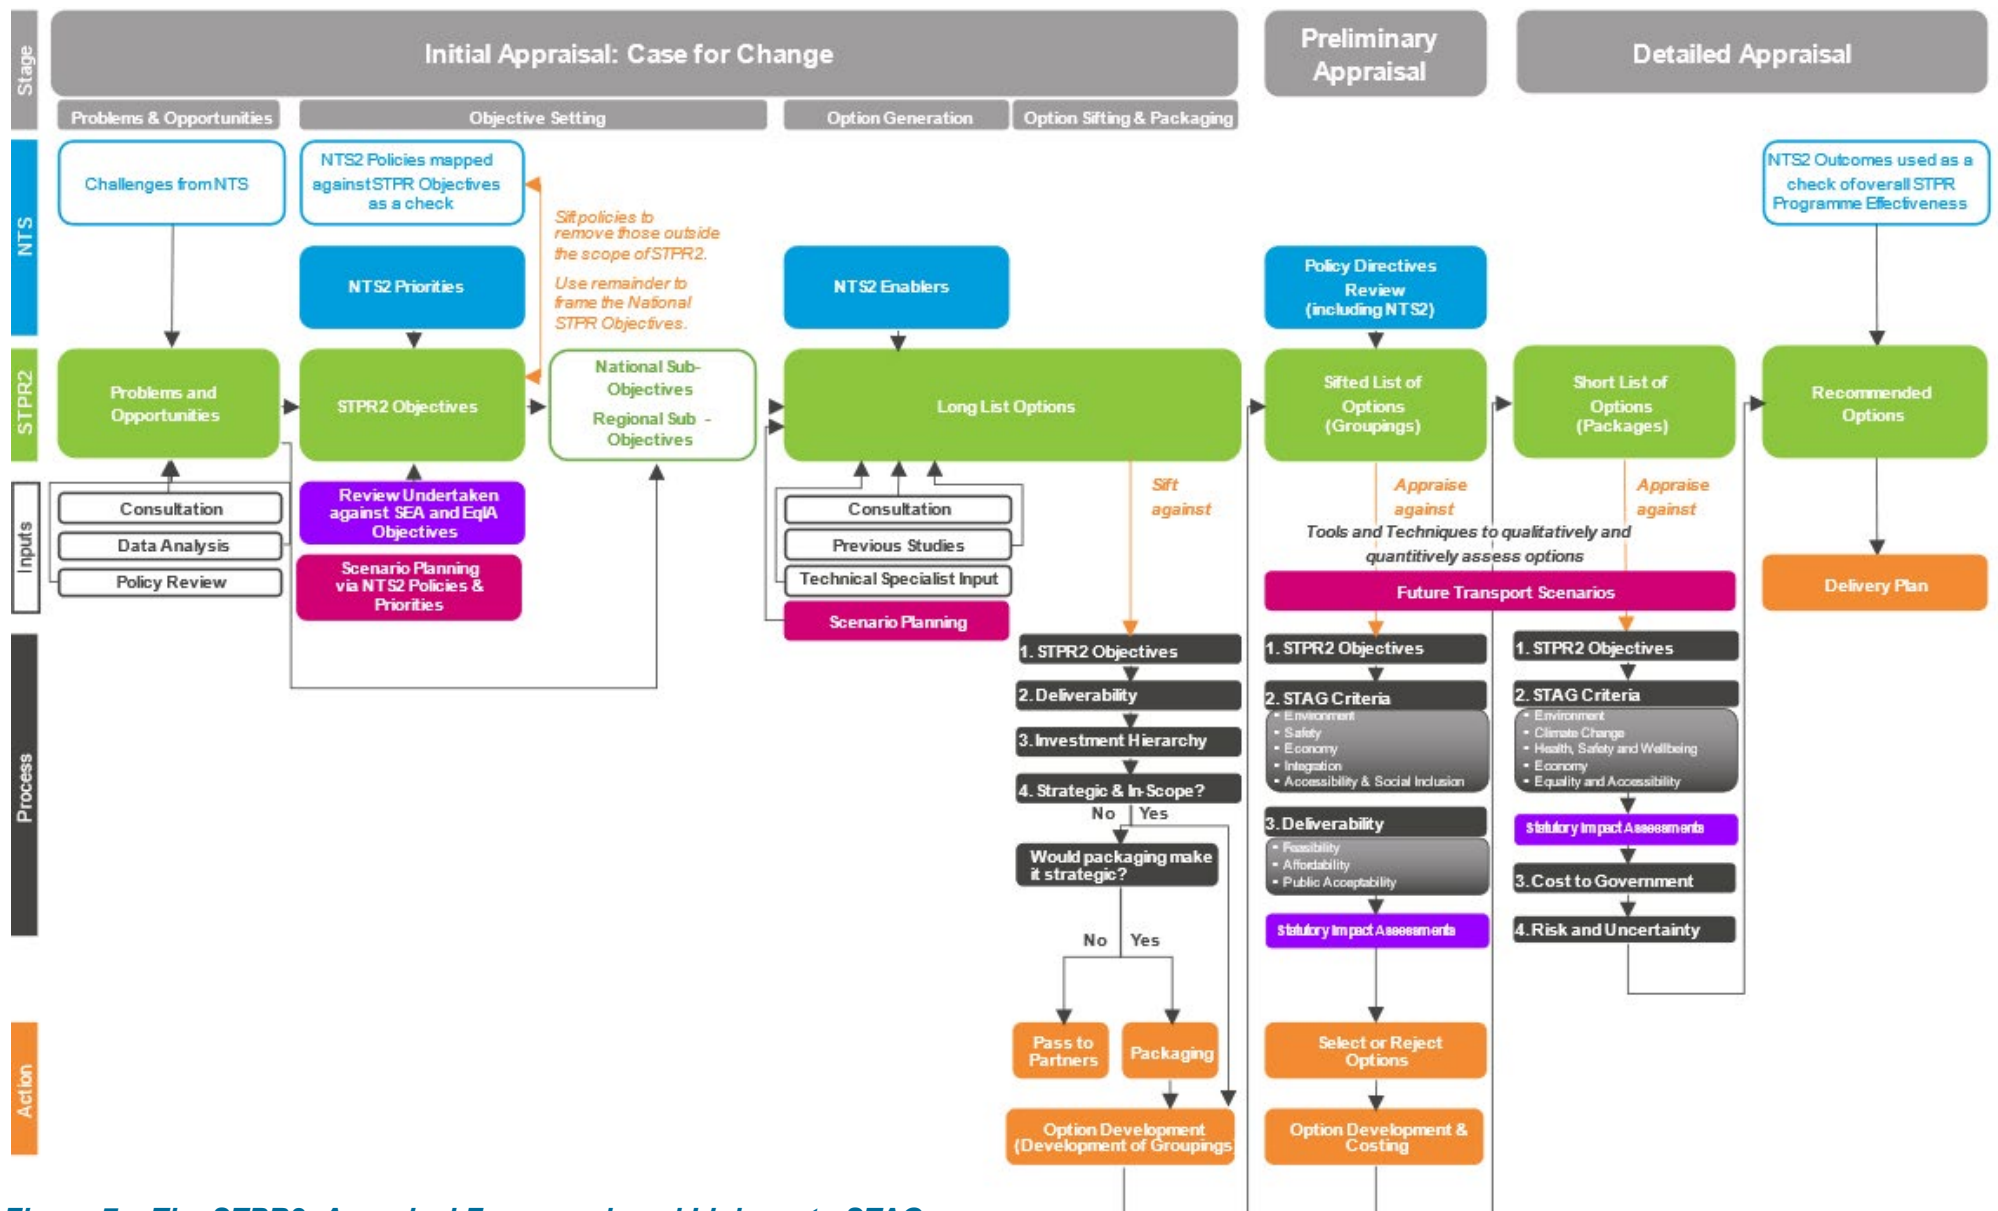 Stage
Initial Appraisal: Case for Change
Preliminary
Appraisal
Detailed Appraisal
Problems & Opportunities
Objective Setting
Option Generation
Option Sifting & Packaging
NTS
Challenges from NTS
NTS2 Policies mapped
against STPR Objectives
as a check
Sift policies to
remove those outside
the scope of STPR2.
Use remainder to
frame the National
STPR Objectives.
NTS2 Priorities
NTS2 Enablers
Policy Directives
Review
(including NTS2)
NTS2 Outcomes used as a
check of overall STPR
Programme Effectiveness
STPR2
Problems and
Opportunities
STPR2 Objectives
National Sub-
Objectives
Regional Sub -
Objectives
Long List Options
Sifted List of
Options
(Groupings)
Short List of
Options
(Packages)
Recommended
Options
Inputs
Consultation
Data Analysis
Policy Review
Review Undertaken
against SEA and EqIA
Objectives
Scenario Planning
via NTS2 Policies &
Priorities
Consultation
Previous Studies
Technical Specialist Input
Scenario Planning
Sift
against
Appraise
against
Appraise
against
Tools and Techniques to qualitatively and
quantitively assess options
Future Transport Scenarios
Delivery Plan
Process
1. STPR2 Objectives
2. Deliverability
3. Investment Hierarchy
4. Strategic & In-Scope?
No Yes
Would packaging make
it strategic?
No Yes
1. STPR2 Objectives
2. STAG Criteria
▪ Environment
▪ Safety
▪ Economy
▪ Integration
▪ Accessibility & Social Inclusion
3. Deliverability
▪ Feasibility
▪ Affordability
▪ Public Acceptability
Statutory Impact Assessments
1. STPR2 Objectives
2. STAG Criteria
▪ Environment
▪ Climate Change
▪ Health, Safety and Wellbeing
▪ Economy
▪ Equality and Accessibility
Statutory Impact Assessments
3. Cost to Government
4. Risk and Uncertainty
Action
Pass to
Partners
Packaging
Option Development
(Development of Groupings
Select or Reject
Options
Option Development &
Costing